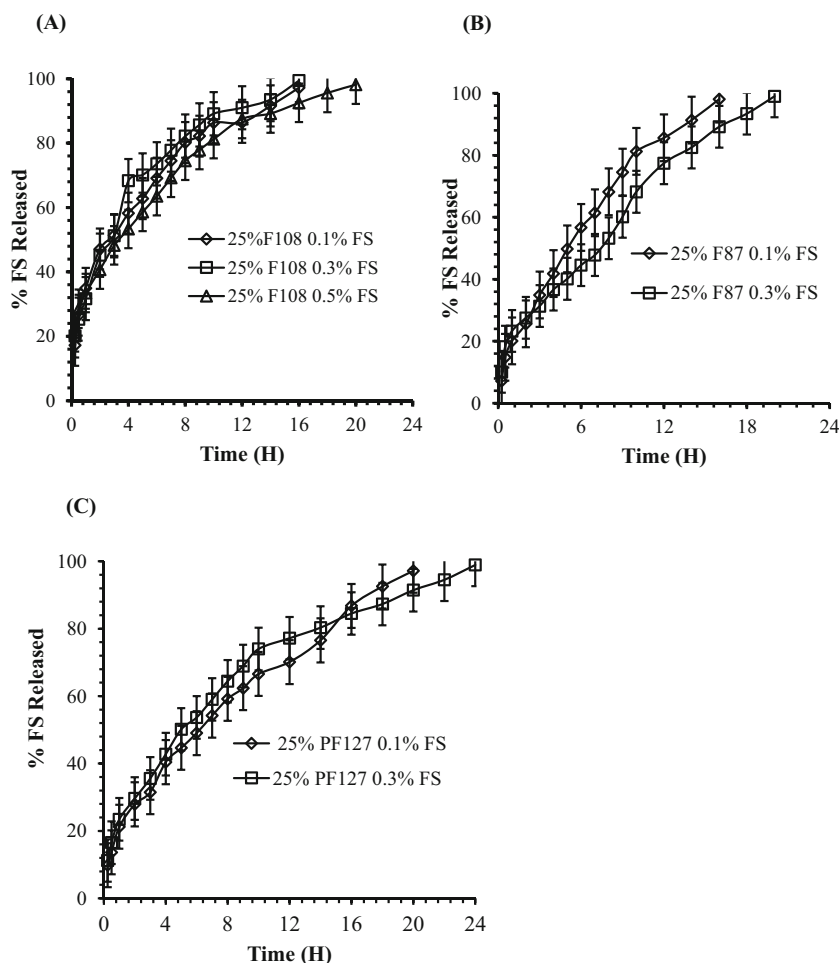 (A)
% FS Released
100
80
60
40
20
0
25%F108 0.1% FS
25% F108 0.3% FS
25% F108 0.5% FS
0 4 8 12 16 20 24
Time (H)
(B)
% FS Released
100
80
60
40
20
0
25% F87 0.1% FS
25% F87 0.3% FS
0 6 12 18 24
Time (H)
(C)
% FS Released
100
80
60
40
20
0
25% PF127 0.1% FS
25% PF127 0.3% FS
0 4 8 12 16 20 24
Time (H)